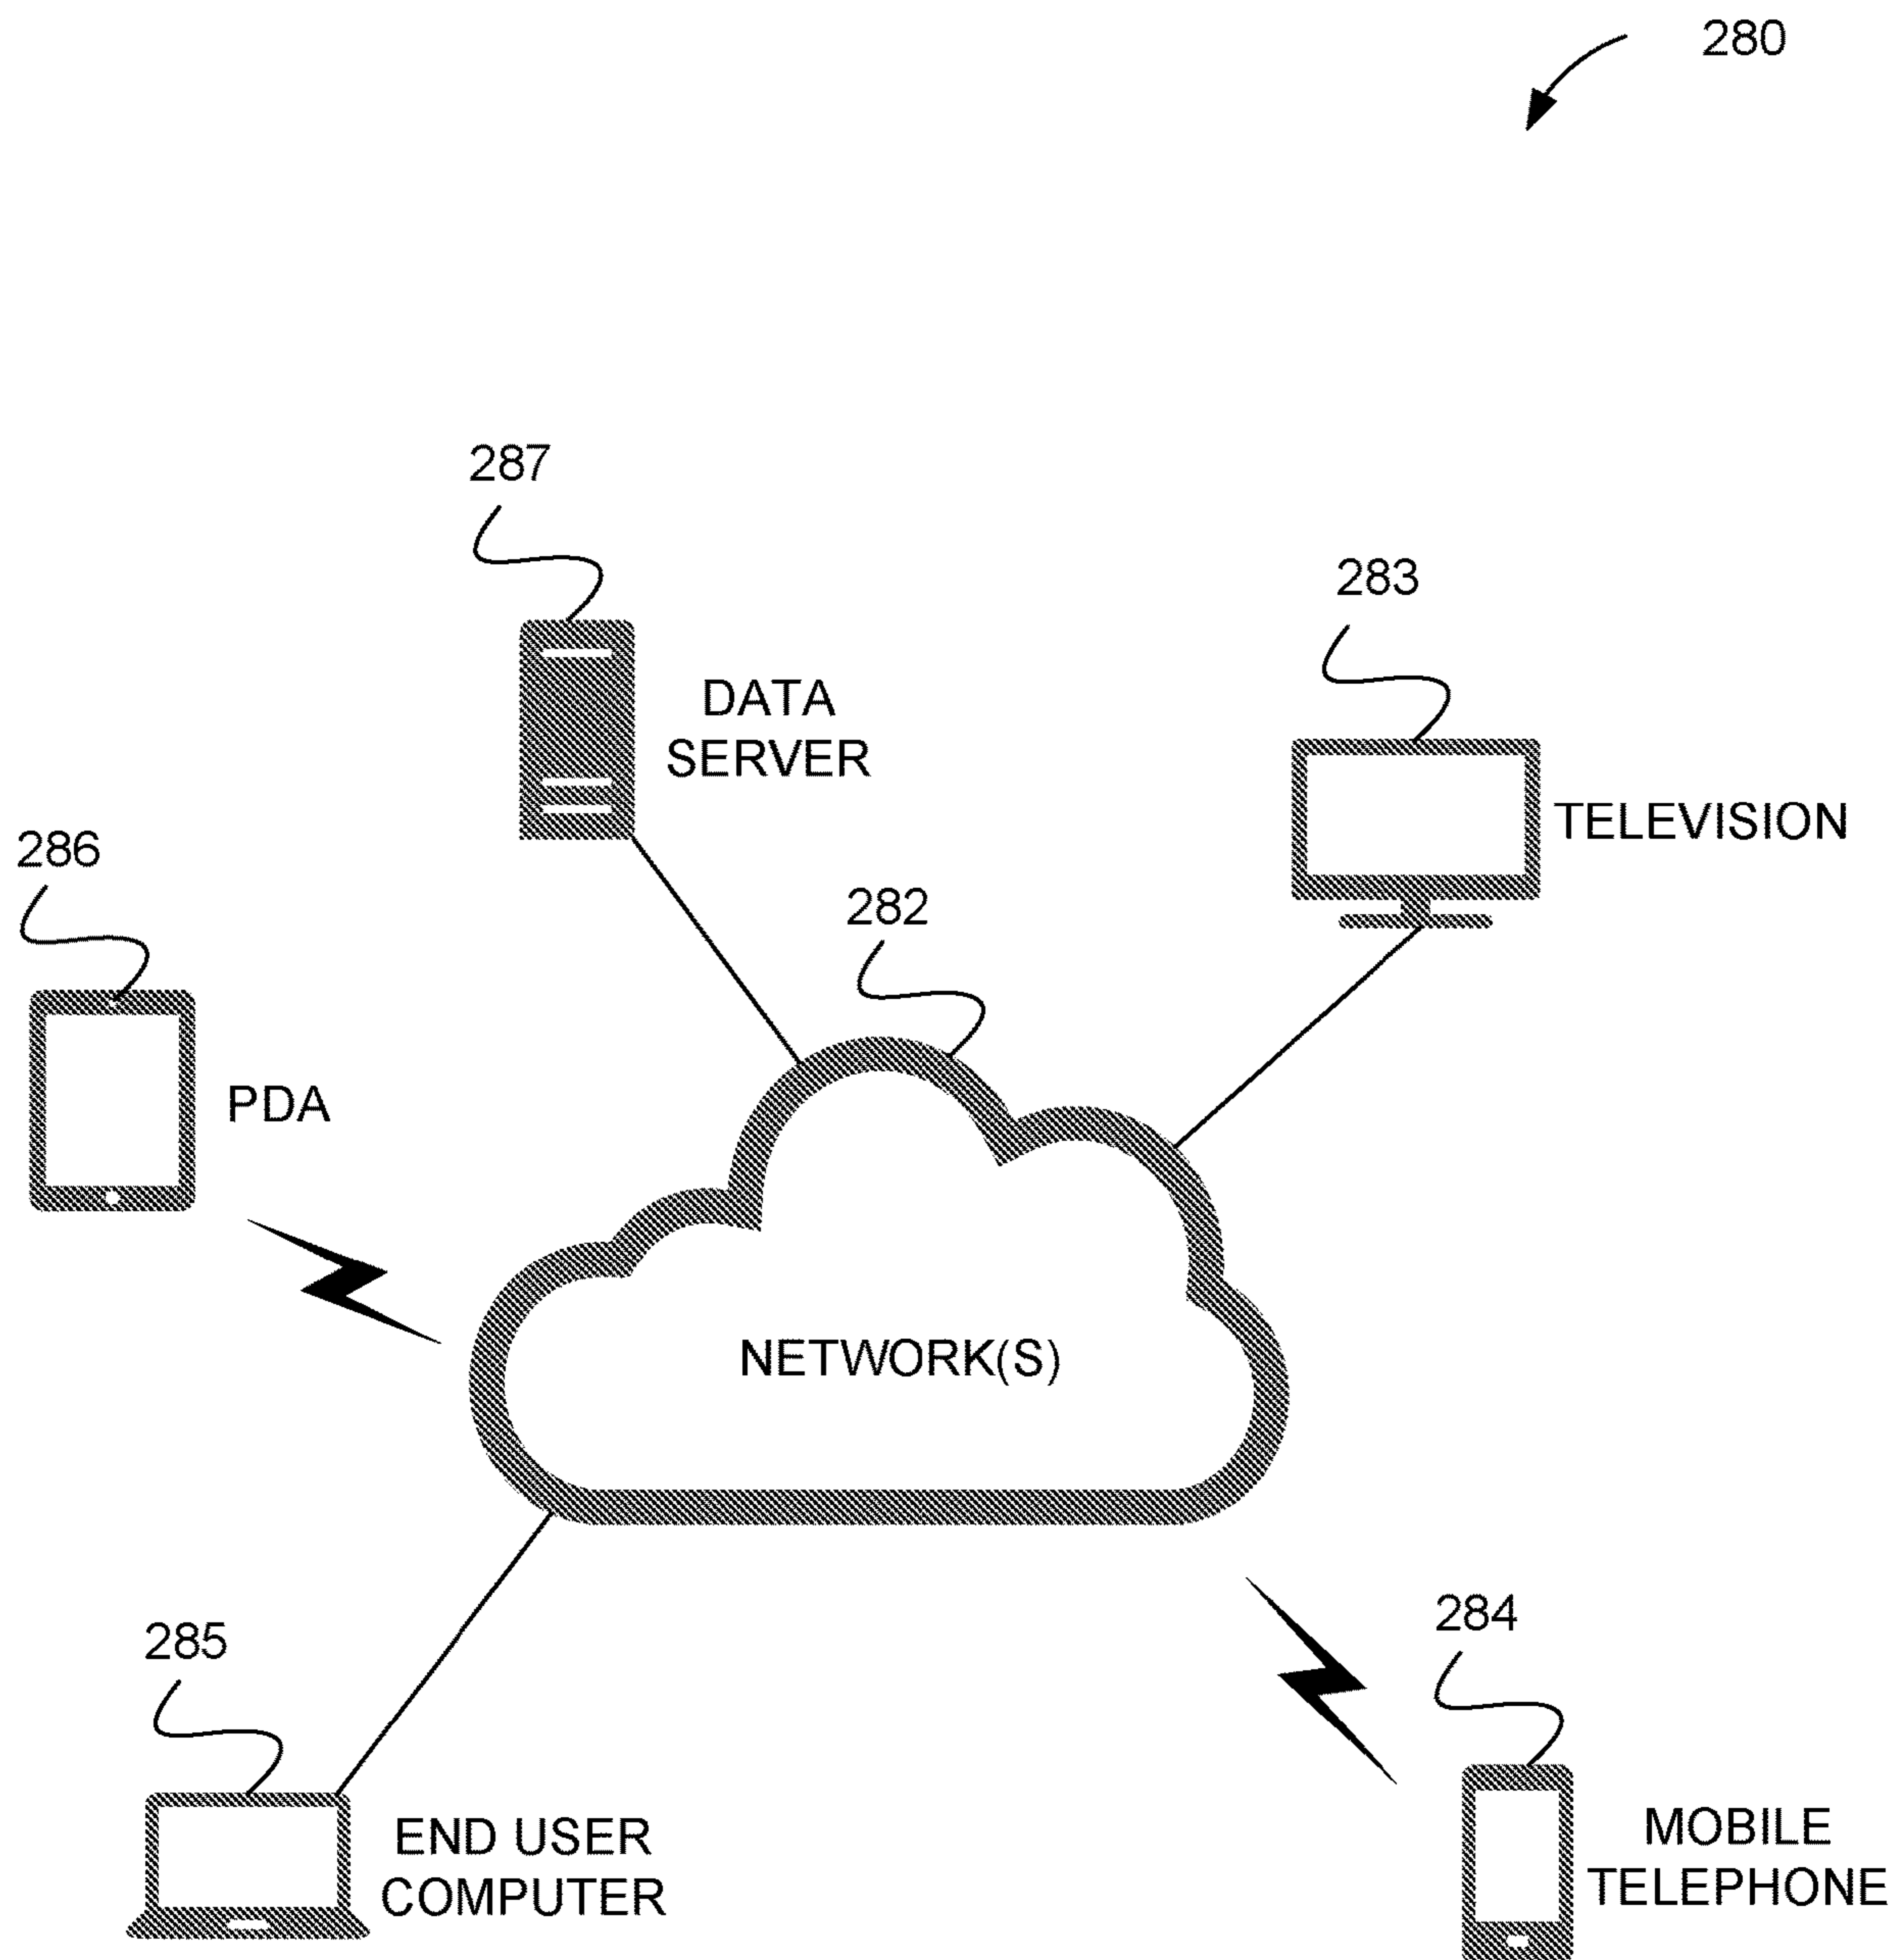 280
287
283
DATA
SERVER
TELEVISION
286
282
PDA
NETWORK(S)
285
284
END USER
COMPUTER
MOBILE
TELEPHONE